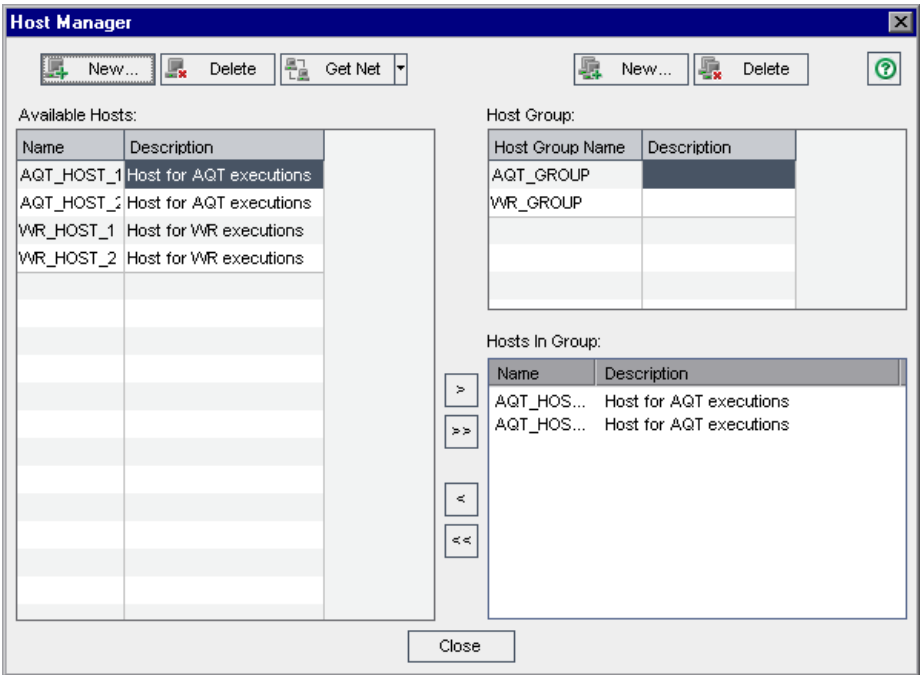 Host Manager
New... Delete Get Net New... Delete
Available Hosts:
Name Description
AQT_HOST_1 Host for AQT executions
AQT_HOST_2 Host for AQT executions
WR_HOST_1 Host for WR executions
WR_HOST_2 Host for WR executions
Host Group:
Host Group Name Description
AQT_GROUP
WR_GROUP
Hosts In Group:
Name Description
AQT_HOS... Host for AQT executions
AQT_HOS... Host for AQT executions
>
>>
<
<<
Close